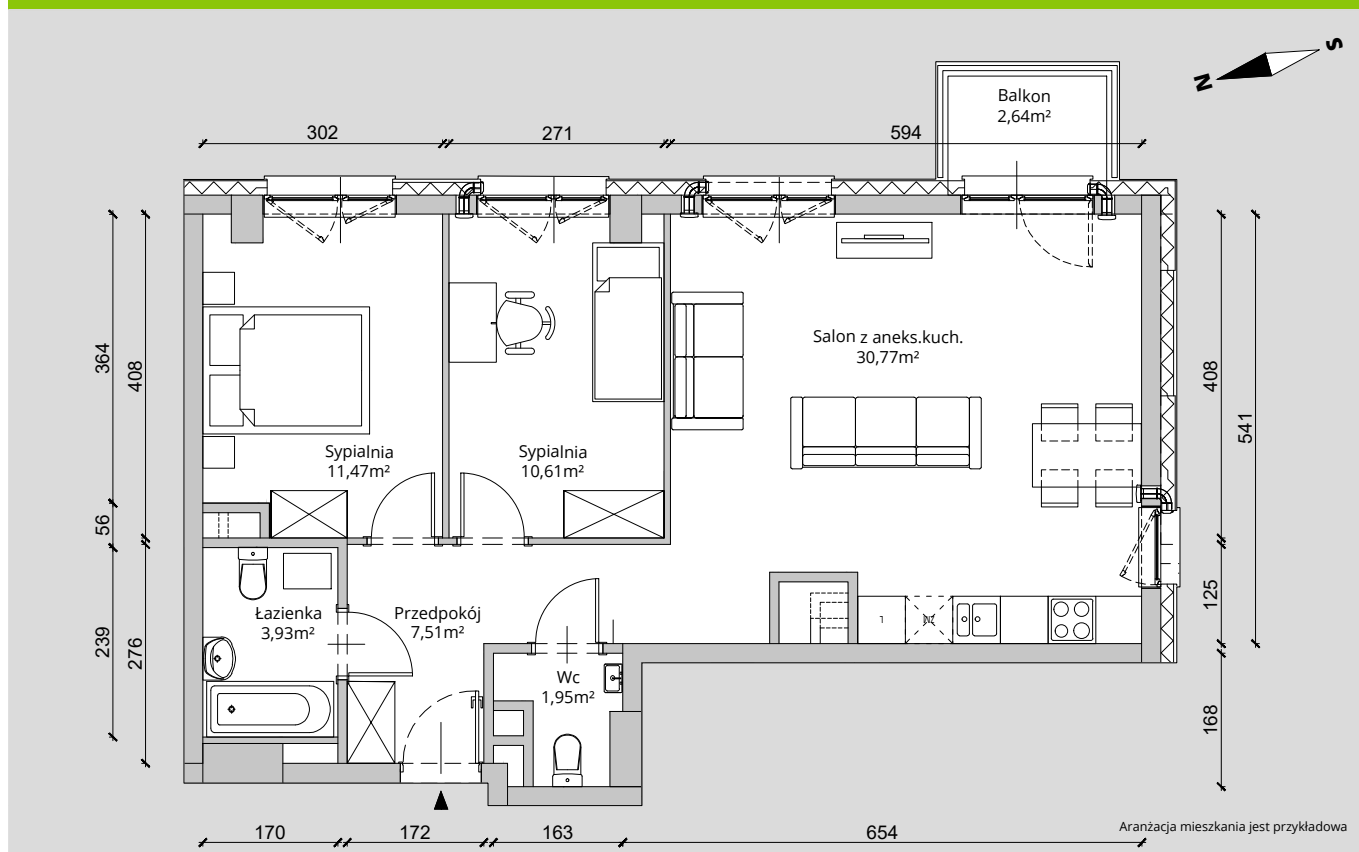 N
S
Balkon
2,64m²
302
271
594
364
408
Salon z aneks.kuch.
30,77m²
408
541
Sypialnia
11,47m²
Sypialnia
10,61m²
56
239
276
Łazienka
3,93m²
Przedpokój
7,51m²
L
ZM
125
Wc
1,95m²
168
170
172
163
654
Aranżacja mieszkania jest przykładowa